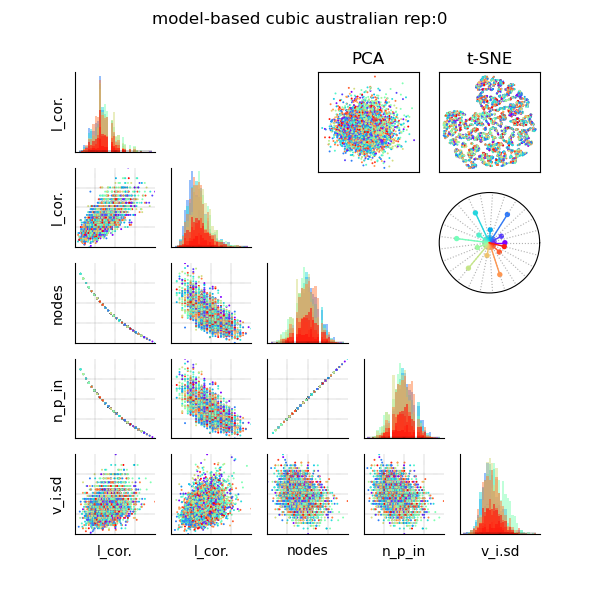 model-based cubic australian rep:0
PCA
t-SNE
l_cor.
l_cor.
nodes
n_p_in
v_i.sd
l_cor.
l_cor.
nodes
n_p_in
v_i.sd